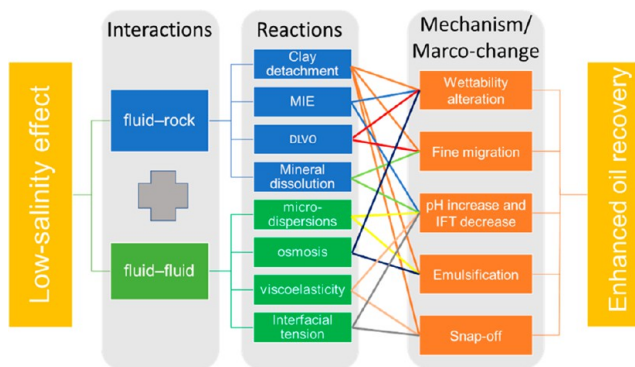 Low-salinity effect
Interactions
fluid–rock
fluid–fluid
Reactions
Clay
detachment
MIE
DLVO
Mineral
dissolution
micro-
dispersions
osmosis
viscoelasticity
Interfacial
tension
Mechanism/
Marco-change
Wettability
alteration
Fine migration
pH increase and
IFT decrease
Emulsification
Snap-off
Enhanced oil recovery